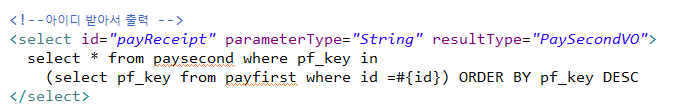 <!--아이디 받아서 출력 -->
<select id="payReceipt" parameterType="String" resultType="PaySecondVO">
select * from paysecond where pf_key in
(select pf_key from payfirst where id =#{id}) ORDER BY pf_key DESC
</select>